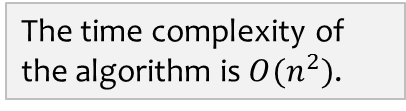 The time complexity of
the algorithm is O(n²).